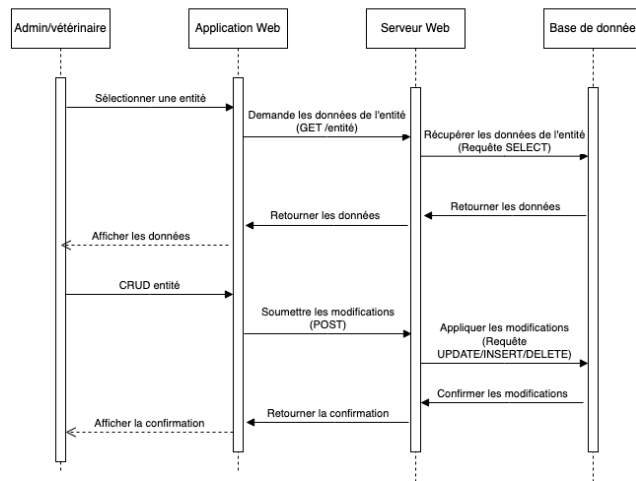 Admin/vétérinaire
Application Web
Serveur Web
Base de donnée
Sélectionner une entité
Demande les données de l'entité
(GET /entité)
Récupérer les données de l'entité
(Requête SELECT)
Retourner les données
Retourner les données
Afficher les données
CRUD entité
Soumettre les modifications
(POST)
Appliquer les modifications
(Requête
UPDATE/INSERT/DELETE)
Confirmer les modifications
Retourner la confirmation
Afficher la confirmation